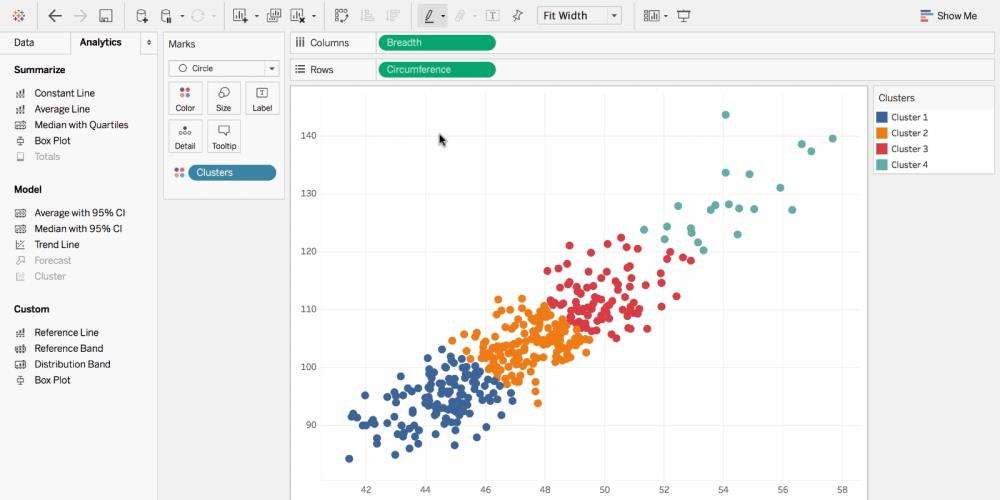 Fit Width
Show Me
Data
Analytics
Summarize
Constant Line
Average Line
Median with Quartiles
Box Plot
Totals
Model
Average with 95% CI
Median with 95% CI
Trend Line
Forecast
Cluster
Custom
Reference Line
Reference Band
Distribution Band
Box Plot
Marks
Circle
Color
Size
Label
Detail
Tooltip
Clusters
Columns
Breadth
Rows
Circumference
140
130
120
110
100
90
42 44 46 48 50 52 54 56 58
Clusters
Cluster 1
Cluster 2
Cluster 3
Cluster 4